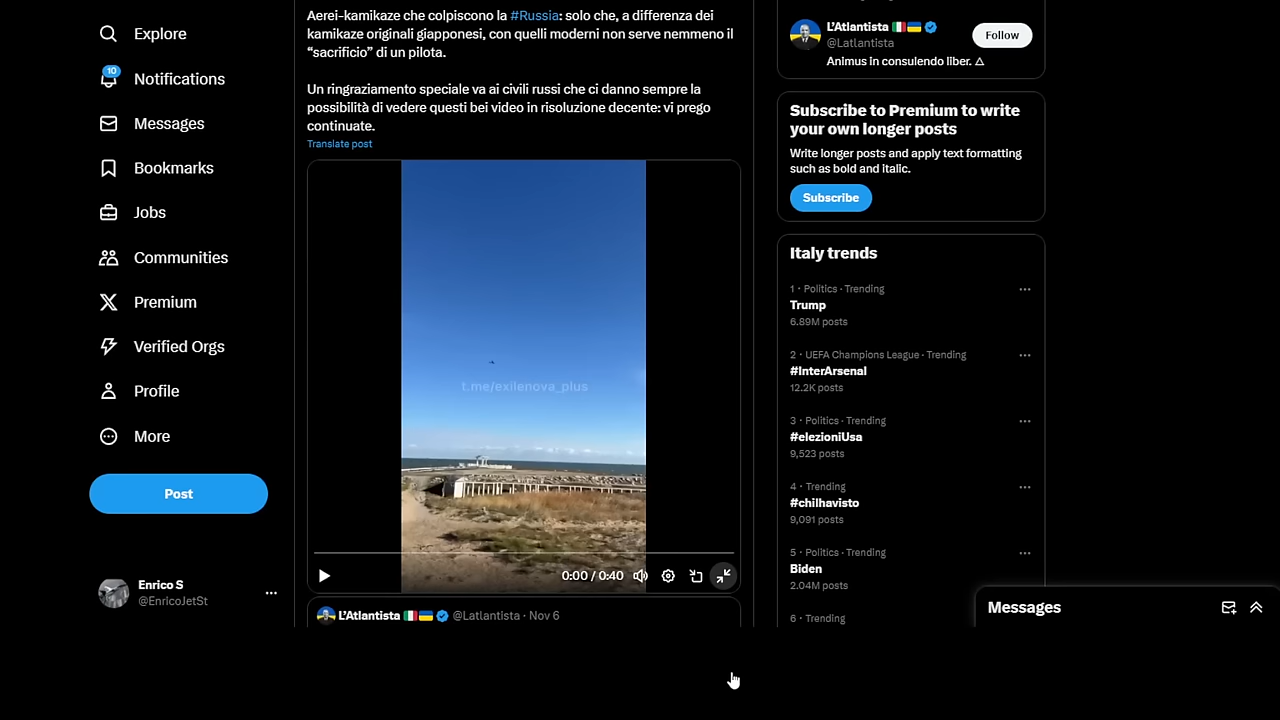 Explore
10
Notifications
Messages
Bookmarks
Jobs
Communities
Premium
Verified Orgs
Profile
More
Post
Enrico S
@EnricoJetSt
Aerei-kamikaze che colpiscono la #Russia: solo che, a differenza dei
kamikaze originali giapponesi, con quelli moderni non serve nemmeno il
“sacrificio” di un pilota.
Un ringraziamento speciale va ai civili russi che ci danno sempre la
possibilità di vedere questi bei video in risoluzione decente: vi prego
continuate.
Translate post
t.me/exilenova_plus
0:00 / 0:40
L’Atlantista @Latlantista · Nov 6
L’Atlantista
@Latlantista
Follow
Animus in consulendo liber. △
Subscribe to Premium to write
your own longer posts
Write longer posts and apply text formatting
such as bold and italic.
Subscribe
Italy trends
1 · Politics · Trending
Trump
6.89M posts
2 · UEFA Champions League · Trending
#InterArsenal
12.2K posts
3 · Politics · Trending
#elezioniUsa
9,523 posts
4 · Trending
#chilhavisto
9,091 posts
5 · Politics · Trending
Biden
2.04M posts
6 · Trending
Messages